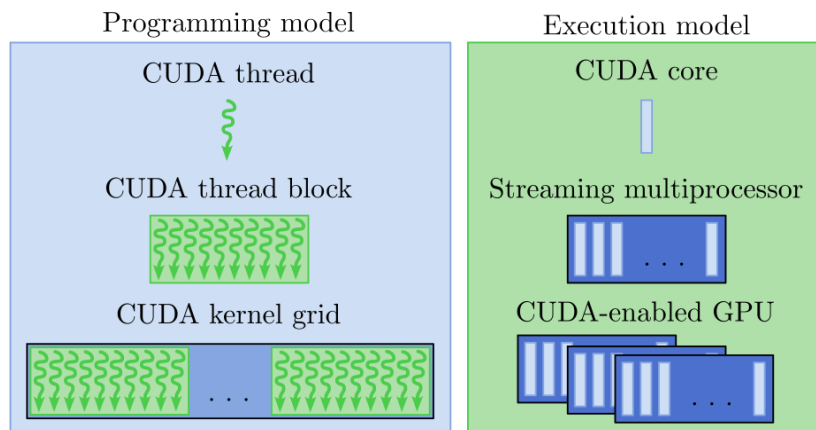 Programming model
CUDA thread
CUDA thread block
CUDA kernel grid
. . .
Execution model
CUDA core
Streaming multiprocessor
. . .
CUDA-enabled GPU
. . .